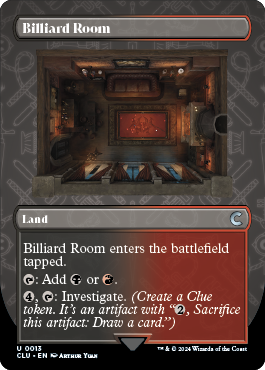 Billiard Room
Land
Billiard Room enters the battlefield
tapped.
: Add or .
4, : Investigate. (Create a Clue
token. It's an artifact with “2, Sacrifice
this artifact: Draw a card.”)
U 0013
CLU • EN Arthur Yuan
™ & © 2024 Wizards of the Coast